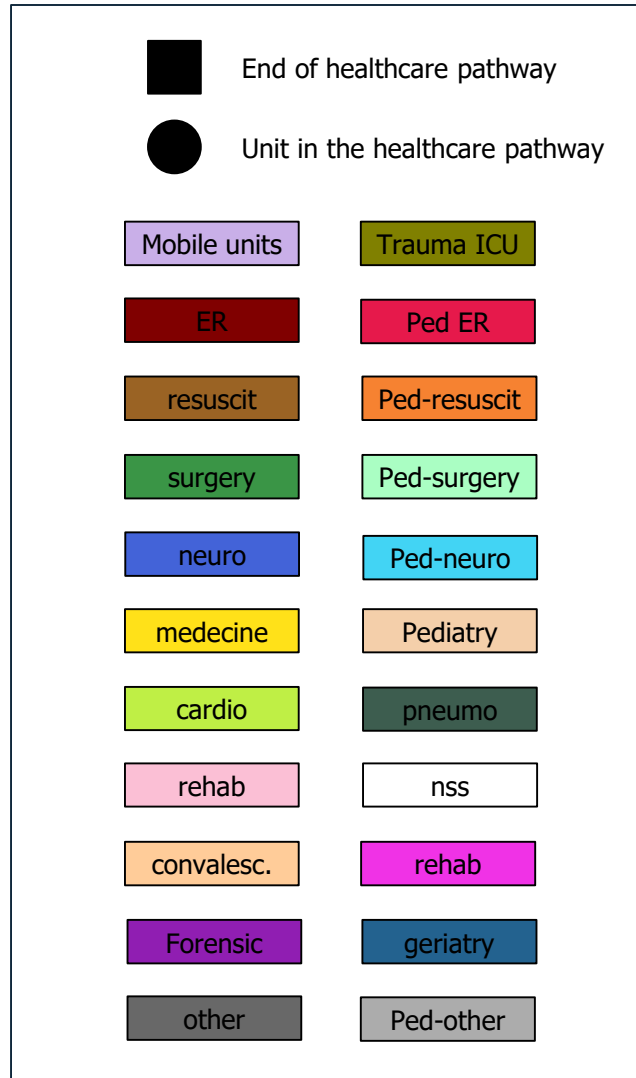 End of healthcare pathway
Unit in the healthcare pathway
Mobile units Trauma ICU
ER Ped ER
resuscit Ped-resuscit
surgery Ped-surgery
neuro Ped-neuro
medecine Pediatry
cardio pneumo
rehab nss
convalesc. rehab
Forensic geriatry
other Ped-other